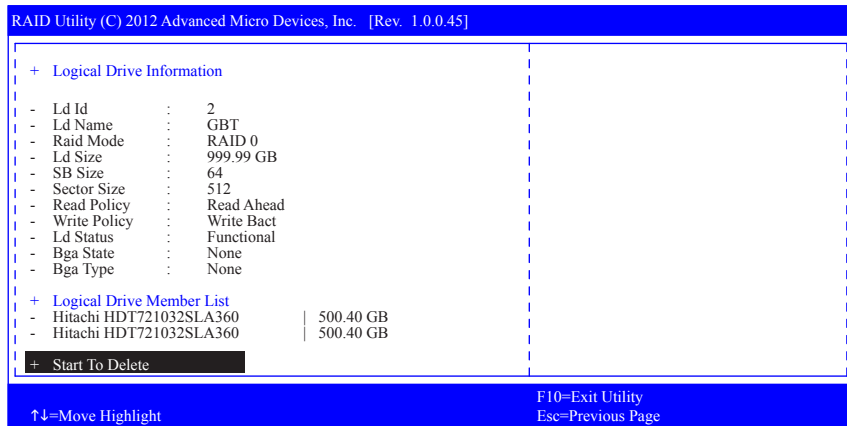 RAID Utility (C) 2012 Advanced Micro Devices, Inc. [Rev. 1.0.0.45]
+ Logical Drive Information
- Ld Id : 2
- Ld Name : GBT
- Raid Mode : RAID 0
- Ld Size : 999.99 GB
- SB Size : 64
- Sector Size : 512
- Read Policy : Read Ahead
- Write Policy : Write Bact
- Ld Status : Functional
- Bga State : None
- Bga Type : None
+ Logical Drive Member List
- Hitachi HDT721032SLA360 | 500.40 GB
- Hitachi HDT721032SLA360 | 500.40 GB
+ Start To Delete
F10=Exit Utility
↑↓=Move Highlight Esc=Previous Page